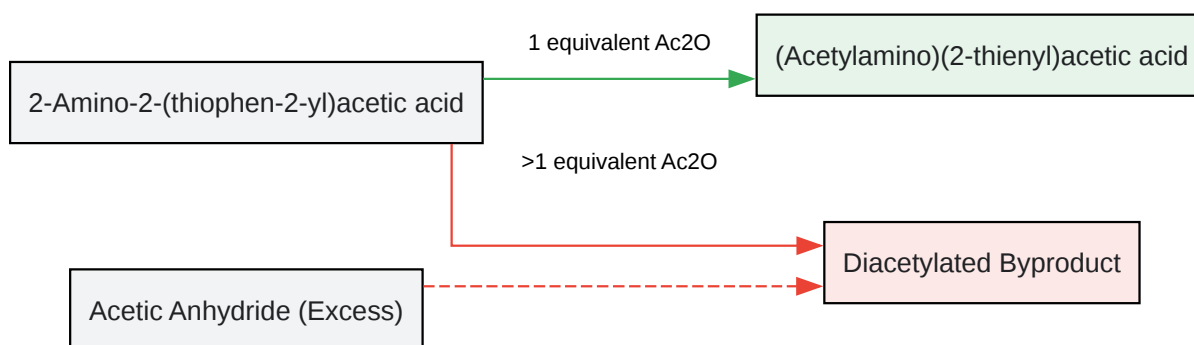 1 equivalent Ac2O
(Acetylamino)(2-thienyl)acetic acid
2-Amino-2-(thiophen-2-yl)acetic acid
>1 equivalent Ac2O
Diacetylated Byproduct
Acetic Anhydride (Excess)